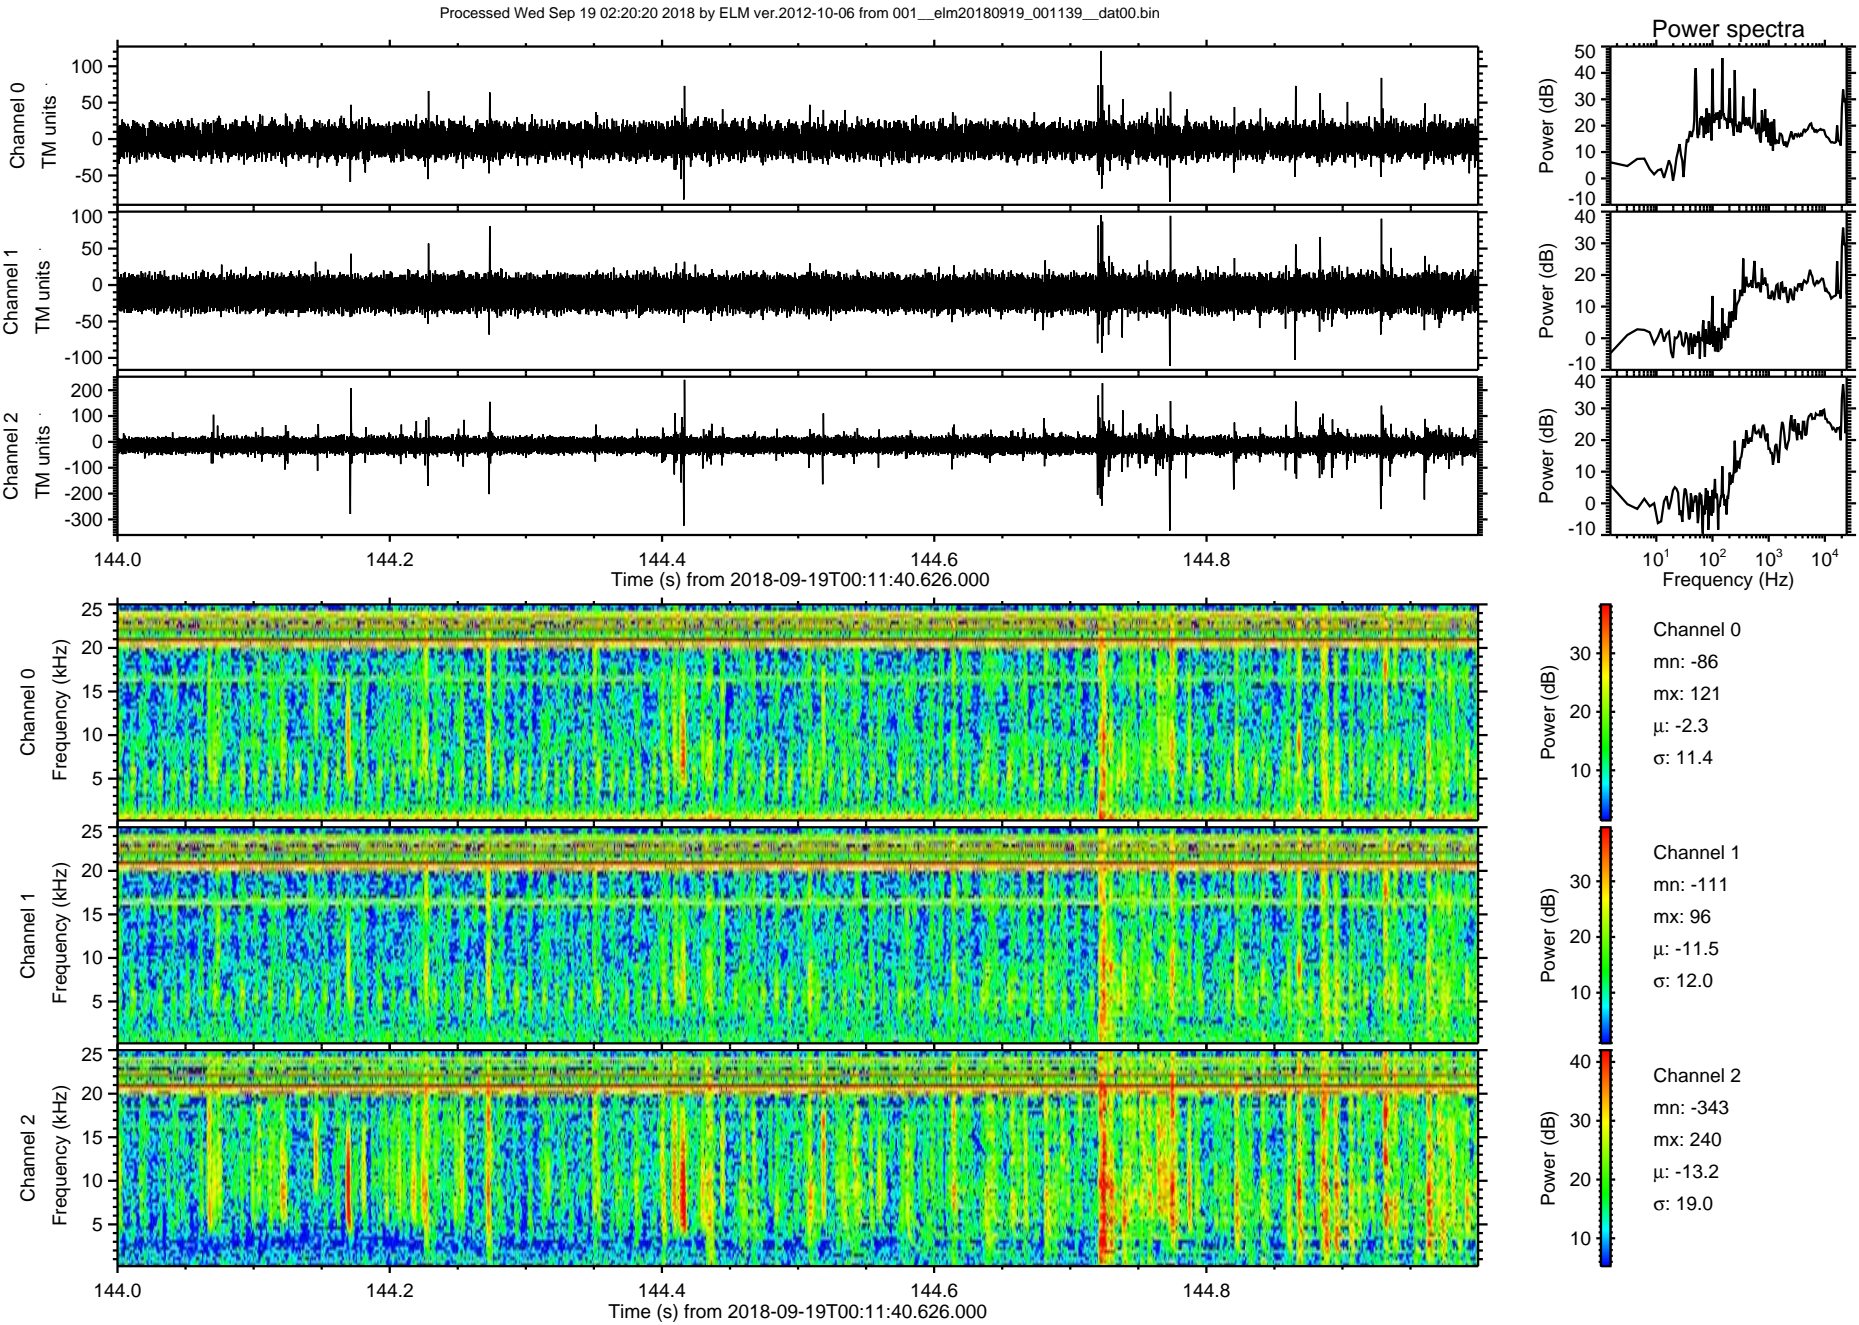 Processed Wed Sep 19 02:20:20 2018 by ELM ver.2012-10-06 from 001__elm20180919_001139__dat00.bin
Power spectra
Channel 0
TM units
100
50
0
-50
Power (dB)
50
40
30
20
10
0
-10
Channel 1
TM units
100
50
0
-50
-100
Power (dB)
40
30
20
10
0
-10
Channel 2
TM units
200
100
0
-100
-200
-300
Power (dB)
40
30
20
10
0
-10
144.0 144.2 144.4 144.6 144.8
Time (s) from 2018-09-19T00:11:40.626.000
10^1 10^2 10^3 10^4
Frequency (Hz)
Channel 0
Frequency (kHz)
25
20
15
10
5
Power (dB)
30
20
10
Channel 0
mn: -86
mx: 121
μ: -2.3
σ: 11.4
Channel 1
Frequency (kHz)
25
20
15
10
5
Power (dB)
30
20
10
Channel 1
mn: -111
mx: 96
μ: -11.5
σ: 12.0
Channel 2
Frequency (kHz)
25
20
15
10
5
Power (dB)
40
30
20
10
Channel 2
mn: -343
mx: 240
μ: -13.2
σ: 19.0
144.0 144.2 144.4 144.6 144.8
Time (s) from 2018-09-19T00:11:40.626.000